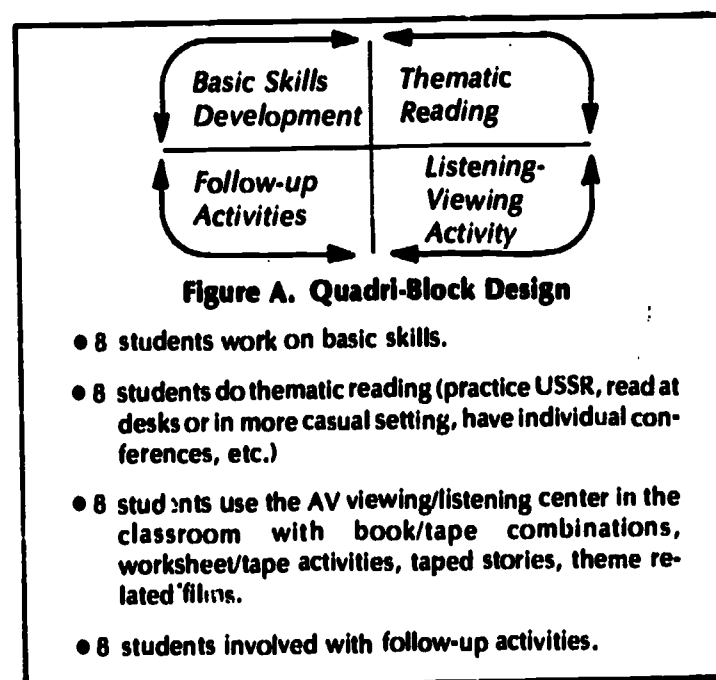 Basic Skills
Development
Thematic
Reading
Follow-up
Activities
Listening-
Viewing
Activity
Figure A. Quadri-Block Design
● 8 students work on basic skills.
● 8 students do thematic reading (practice USSR, read at
desks or in more casual setting, have individual con-
ferences, etc.)
● 8 students use the AV viewing/listening center in the
classroom with book/tape combinations,
worksheet/tape activities, taped stories, theme re-
lated films.
● 8 students involved with follow-up activities.